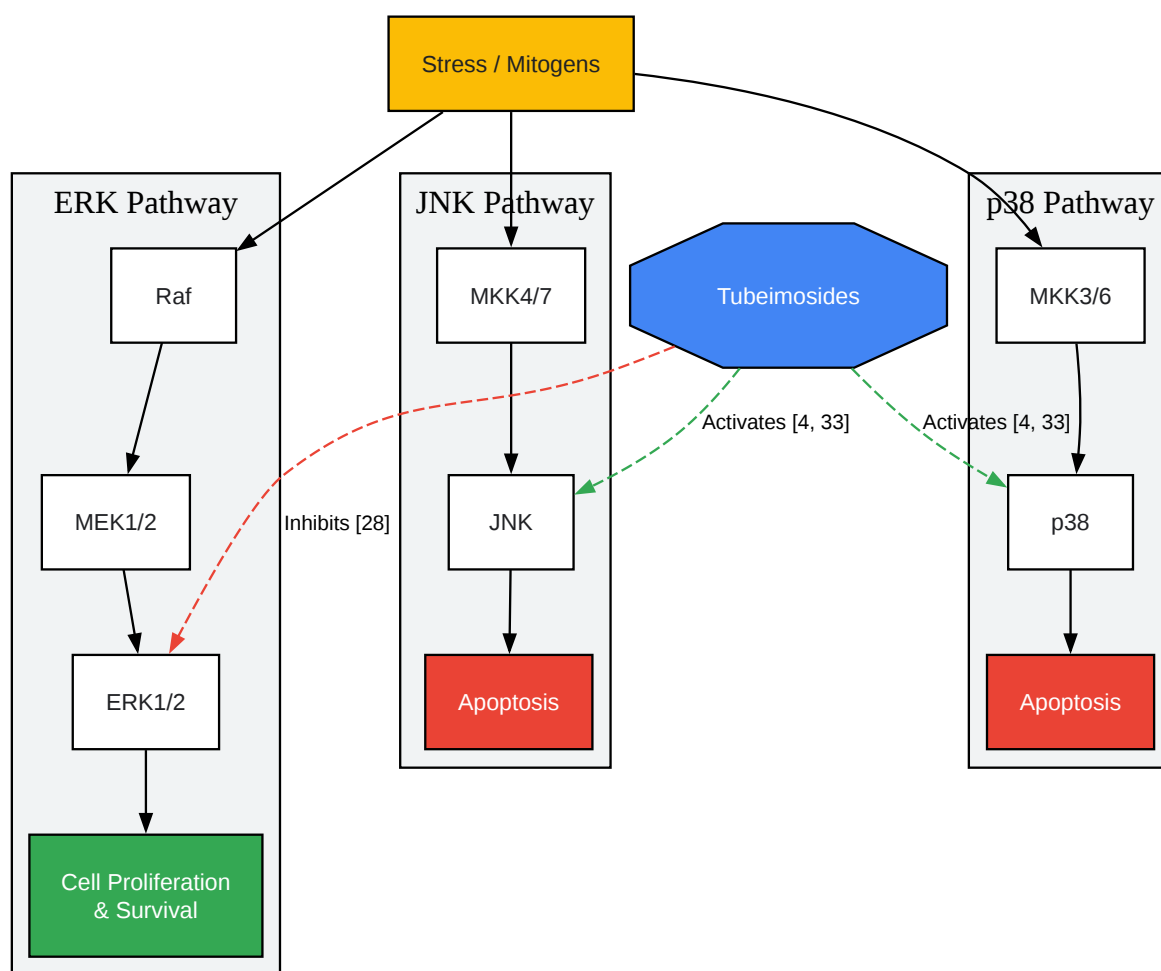 Stress / Mitogens
ERK Pathway
JNK Pathway
p38 Pathway
Raf
MKK4/7
Tubeimosides
MKK3/6
Activates [4, 33]
Activates [4, 33]
MEK1/2
Inhibits [28]
JNK
p38
ERK1/2
Apoptosis
Apoptosis
Cell Proliferation
& Survival